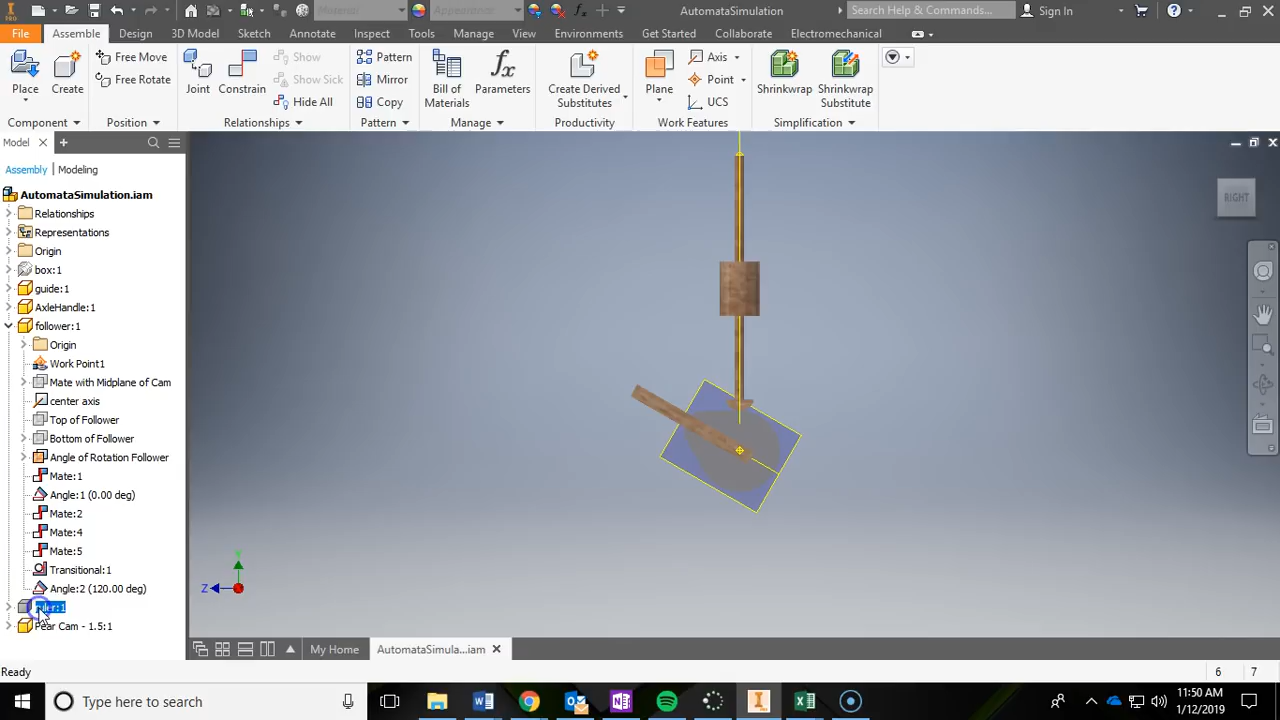 Material
Appearance
AutomataSimulation
Search Help & Commands...
Sign In
PRO
File
Assemble
Design
3D Model
Sketch
Annotate
Inspect
Tools
Manage
View
Environments
Get Started
Collaborate
Electromechanical
Place
Create
Free Move
Free Rotate
Joint
Constrain
Show
Show Sick
Hide All
Pattern
Mirror
Copy
Bill of
Materials
Parameters
Create Derived
Substitutes
Plane
Axis
Point
UCS
Shrinkwrap
Shrinkwrap
Substitute
Component
Position
Relationships
Pattern
Manage
Productivity
Work Features
Simplification
Model
Assembly
Modeling
AutomataSimulation.iam
Relationships
Representations
Origin
box:1
guide:1
AxleHandle:1
follower:1
Origin
Work Point1
Mate with Midplane of Cam
center axis
Top of Follower
Bottom of Follower
Angle of Rotation Follower
Mate:1
Angle:1 (0.00 deg)
Mate:2
Mate:4
Mate:5
Transitional:1
Angle:2 (120.00 deg)
ruler:1
Pear Cam - 1.5:1
RIGHT
Y
Z
My Home
AutomataSimula...iam
Ready
6
7
Type here to search
11:50 AM
1/12/2019